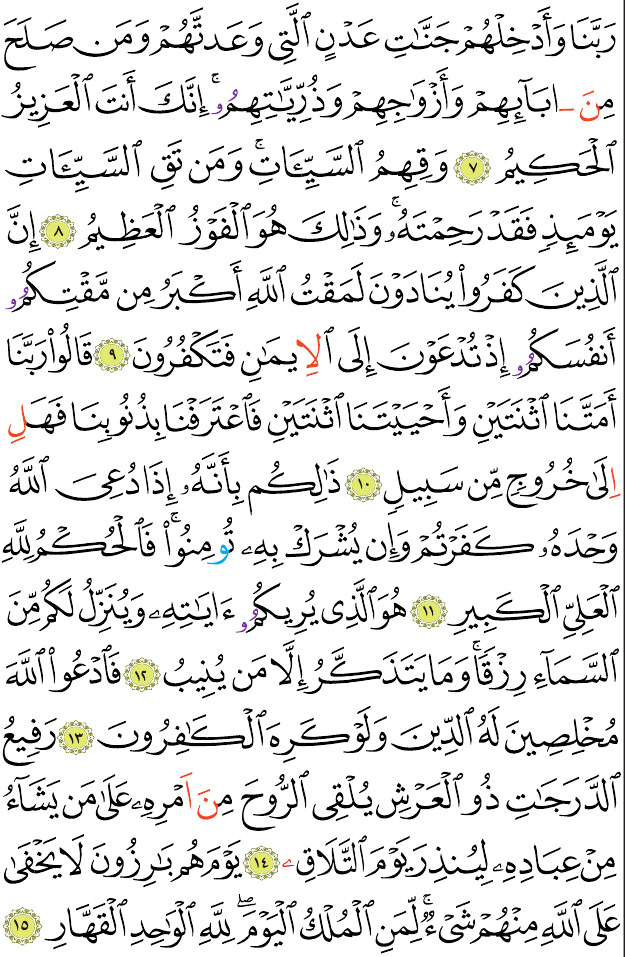 رَبَّنَا وَأَدْخِلْهُمْ جَنَّٰتِ عَدْنٍ ٱلَّتِي وَعَدتَّهُمْ وَمَن صَلَحَ
مِنَ ـ ابَآئِهِمْ وَأَزْوَٰجِهِمْ وَذُرِّيَّٰتِهِمُۥٓۚ إِنَّكَ أَنتَ ٱلْعَزِيزُ
ٱلْحَكِيمُ ٧ وَقِهِمُ ٱلسَّيِّـَٔاتِۚ وَمَن تَقِ ٱلسَّيِّـَٔاتِ
يَوْمَئِذٍ فَقَدْ رَحِمْتَهُۥۚ وَذَٰلِكَ هُوَ ٱلْفَوْزُ ٱلْعَظِيمُ ٨ إِنَّ
ٱلَّذِينَ كَفَرُوا۟ يُنَادَوْنَ لَمَقْتُ ٱللَّهِ أَكْبَرُ مِن مَّقْتِكُمُۥٓ
أَنفُسَكُمُۥٓ إِذْ تُدْعَوْنَ إِلَى ٱلِايمَٰنِ فَتَكْفُرُونَ ٩ قَالُوا۟ رَبَّنَا
أَمَتَّنَا ٱثْنَتَيْنِ وَأَحْيَيْتَنَا ٱثْنَتَيْنِ فَٱعْتَرَفْنَا بِذُنُوبِنَا فَهَلِ
اِلَىٰ خُرُوجٍ مِّن سَبِيلٍ ١٠ ذَٰلِكُم بِأَنَّهُۥ إِذَا دُعِيَ ٱللَّهُ
وَحْدَهُۥ كَفَرْتُمْ وَإِن يُشْرَكْ بِهِۦ تُومِنُوا۟ۚ فَٱلْحُكْمُ لِلَّهِ
ٱلْعَلِيِّ ٱلْكَبِيرِ ١١ هُوَ ٱلَّذِي يُرِيكُمُۥٓ ءَايَٰتِهِۦ وَيُنَزِّلُ لَكُم مِّنَ
ٱلسَّمَآءِ رِزْقًاۚ وَمَا يَتَذَكَّرُ إِلَّا مَن يُنِيبُ ١٢ فَٱدْعُوا۟ ٱللَّهَ
مُخْلِصِينَ لَهُ ٱلدِّينَ وَلَوْ كَرِهَ ٱلْكَٰفِرُونَ ١٣ رَفِيعُ
ٱلدَّرَجَٰتِ ذُو ٱلْعَرْشِ يُلْقِي ٱلرُّوحَ مِنَ اَمْرِهِۦ عَلَىٰ مَن يَشَآءُ
مِنْ عِبَادِهِۦ لِيُنذِرَ يَوْمَ ٱلتَّلَاقِۦ ١٤ يَوْمَ هُم بَٰرِزُونَ لَا يَخْفَىٰ
عَلَى ٱللَّهِ مِنْهُمْ شَيْءٌۚ لِّمَنِ ٱلْمُلْكُ ٱلْيَوْمَۖ لِلَّهِ ٱلْوَٰحِدِ ٱلْقَهَّارِ ١٥